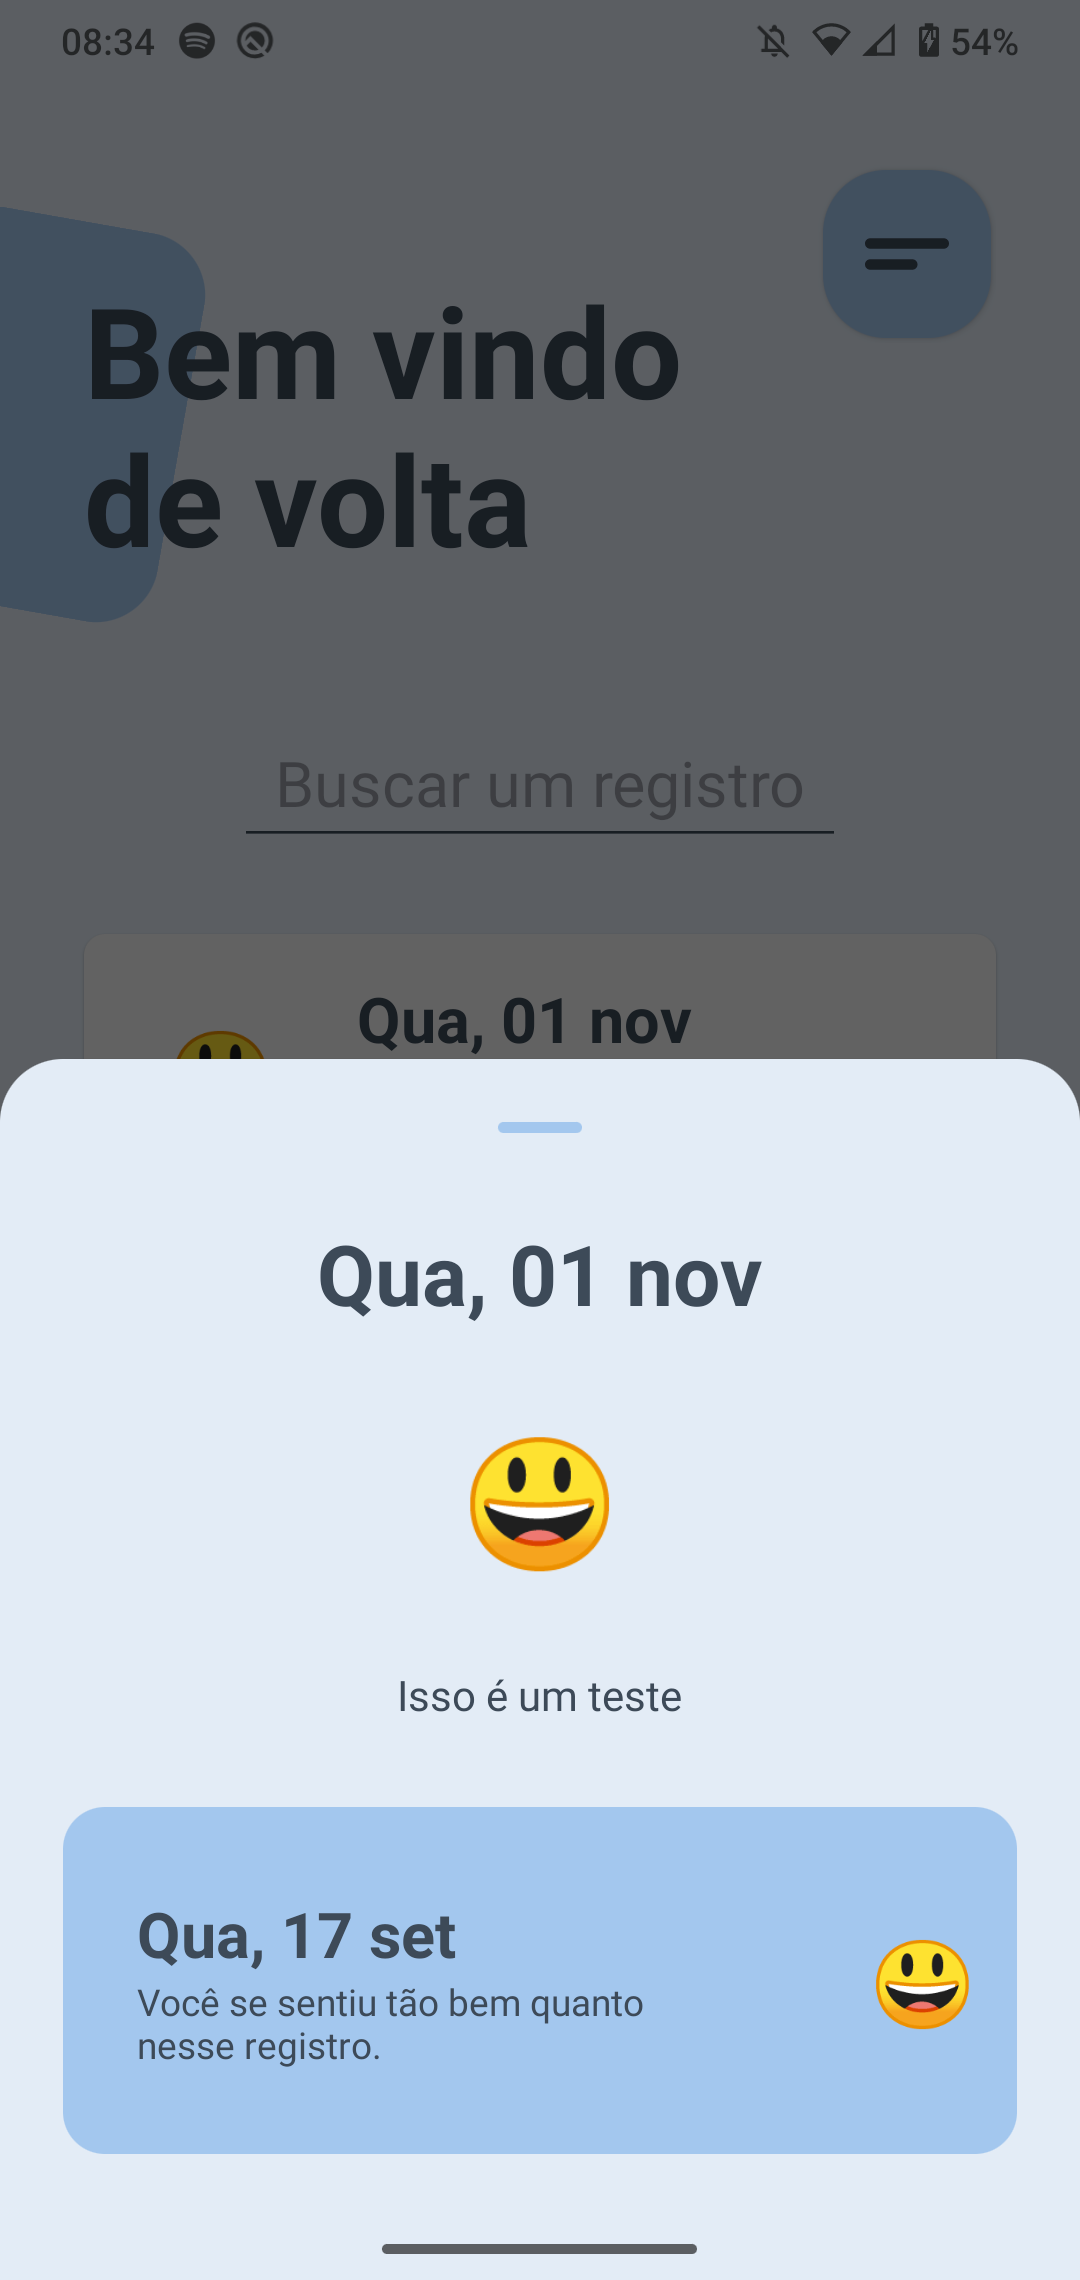 08:34
54%
Bem vindo
de volta
Buscar um registro
Qua, 01 nov
Qua, 01 nov
Isso é um teste
Qua, 17 set
Você se sentiu tão bem quanto
nesse registro.